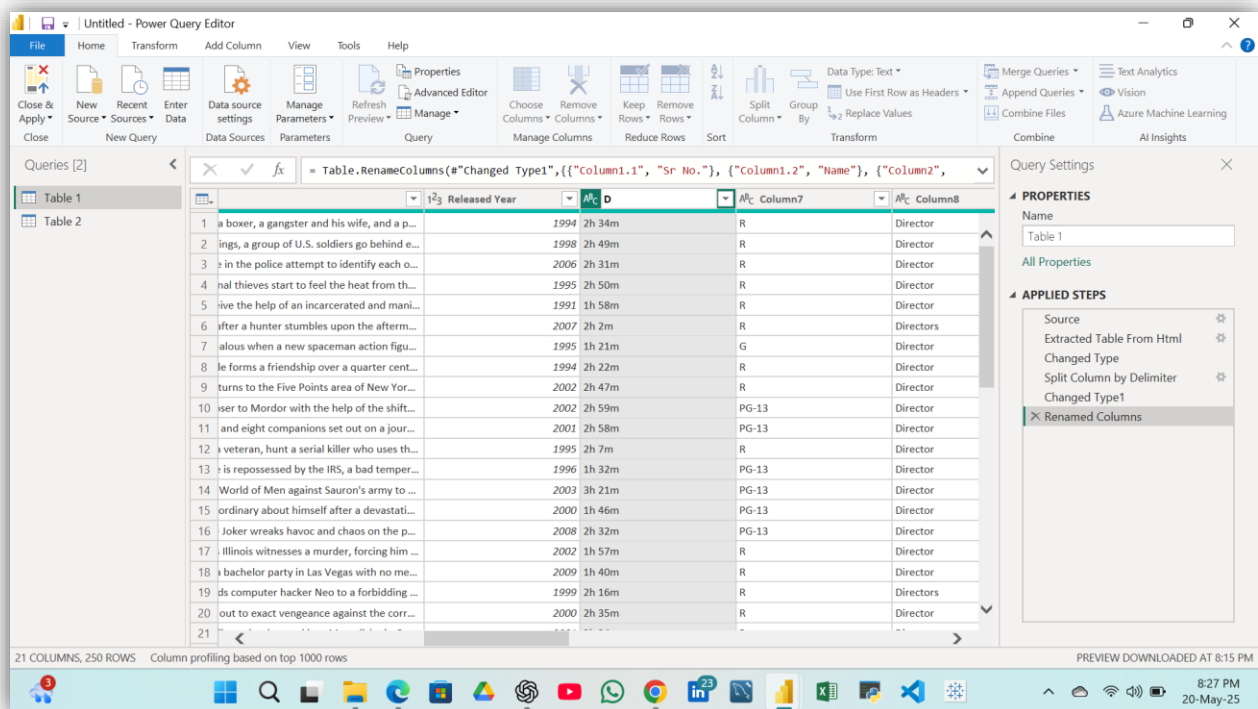 Untitled - Power Query Editor
File Home Transform Add Column View Tools Help
Close & Apply
New Source
Recent Sources
Enter Data
Data source settings
Manage Parameters
Refresh Preview
Properties
Advanced Editor
Manage
Choose Columns
Remove Columns
Keep Rows
Remove Rows
Split Column
Group By
Data Type: Text
Use First Row as Headers
Replace Values
Merge Queries
Append Queries
Combine Files
Text Analytics
Vision
Azure Machine Learning
Close New Query Data Sources Parameters Query Manage Columns Reduce Rows Sort Transform Combine AI Insights
Queries [2]
Table 1
Table 2
fx = Table.RenameColumns(#"Changed Type1",{{"Column1.1", "Sr No."}, {"Column1.2", "Name"}, {"Column2",
1²3 Released Year ABC D ABC Column7 ABC Column8
1 a boxer, a gangster and his wife, and a p... 1994 2h 34m R Director
2 ings, a group of U.S. soldiers go behind e... 1998 2h 49m R Director
3 e in the police attempt to identify each o... 2006 2h 31m R Director
4 nal thieves start to feel the heat from th... 1995 2h 50m R Director
5 eive the help of an incarcerated and mani... 1991 1h 58m R Director
6 after a hunter stumbles upon the afterm... 2007 2h 2m R Directors
7 ealous when a new spaceman action figu... 1995 1h 21m G Director
8 le forms a friendship over a quarter cent... 1994 2h 22m R Director
9 turns to the Five Points area of New Yor... 2002 2h 47m R Director
10 oser to Mordor with the help of the shift... 2002 2h 59m PG-13 Director
11 and eight companions set out on a jour... 2001 2h 58m PG-13 Director
12 a veteran, hunt a serial killer who uses th... 1995 2h 7m R Director
13 e is repossessed by the IRS, a bad temper... 1996 1h 32m PG-13 Director
14 World of Men against Sauron's army to ... 2003 3h 21m PG-13 Director
15 ordinary about himself after a devastati... 2000 1h 46m PG-13 Director
16 Joker wreaks havoc and chaos on the p... 2008 2h 32m PG-13 Director
17 Illinois witnesses a murder, forcing him ... 2002 1h 57m R Director
18 a bachelor party in Las Vegas with no me... 2009 1h 40m R Director
19 ds computer hacker Neo to a forbidding ... 1999 2h 16m R Directors
20 out to exact vengeance against the corr... 2000 2h 35m R Director
21
Query Settings
PROPERTIES
Name
Table 1
All Properties
APPLIED STEPS
Source
Extracted Table From Html
Changed Type
Split Column by Delimiter
Changed Type1
Renamed Columns
21 COLUMNS, 250 ROWS Column profiling based on top 1000 rows
PREVIEW DOWNLOADED AT 8:15 PM
3
23
8:27 PM
20-May-25